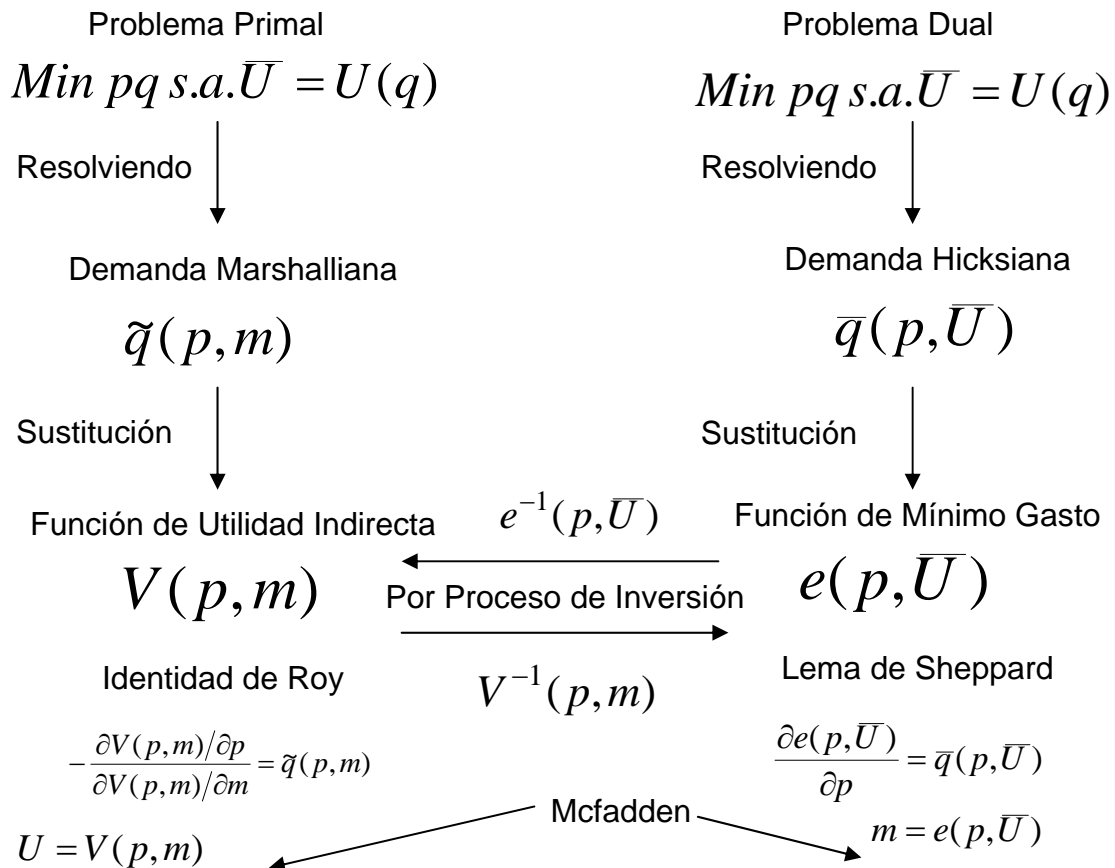 Problema Primal
Problema Dual
Min pq s.a. U̅ = U(q)
Min pq s.a. U̅ = U(q)
Resolviendo
Resolviendo
Demanda Marshalliana
Demanda Hicksiana
q̃(p,m)
q̅(p,U̅)
Sustitución
Sustitución
Función de Utilidad Indirecta
e⁻¹(p,U̅)
Función de Mínimo Gasto
V(p,m)
Por Proceso de Inversión
e(p,U̅)
Identidad de Roy
V⁻¹(p,m)
Lema de Sheppard
−(∂V(p,m)/∂p)/(∂V(p,m)/∂m) = q̃(p,m)
∂e(p,U̅)/∂p = q̅(p,U̅)
Mcfadden
U = V(p,m)
m = e(p,U̅)